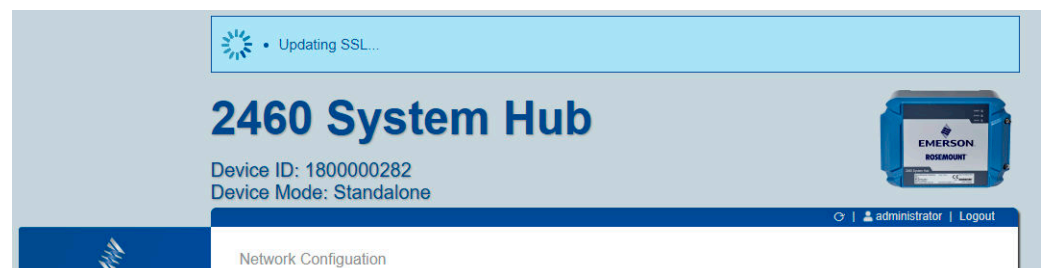 • Updating SSL...
2460 System Hub
EMERSON
ROSEMOUNT
Device ID: 1800000282
Device Mode: Standalone
administrator | Logout
Network Configuation